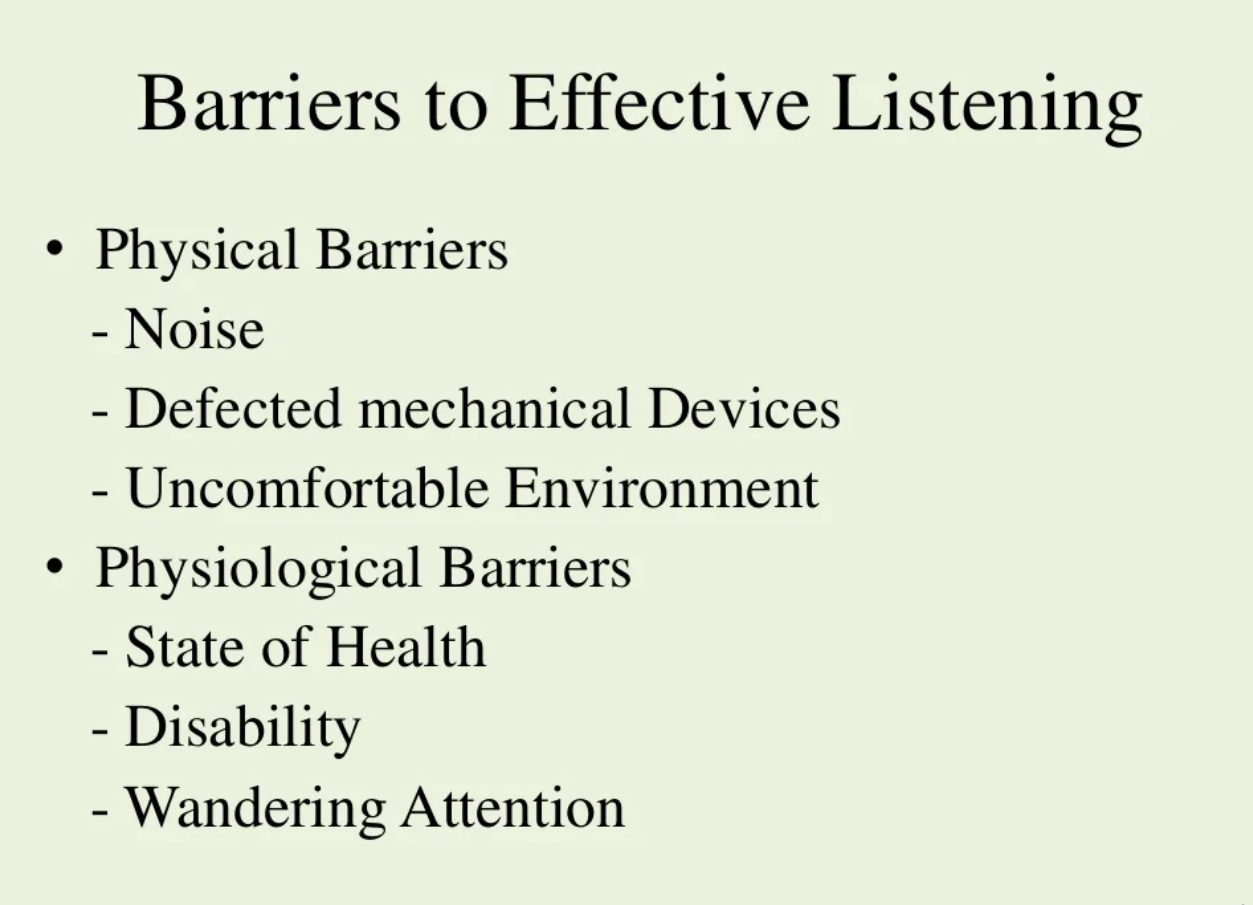 Barriers to Effective Listening
• Physical Barriers
- Noise
- Defected mechanical Devices
- Uncomfortable Environment
• Physiological Barriers
- State of Health
- Disability
- Wandering Attention